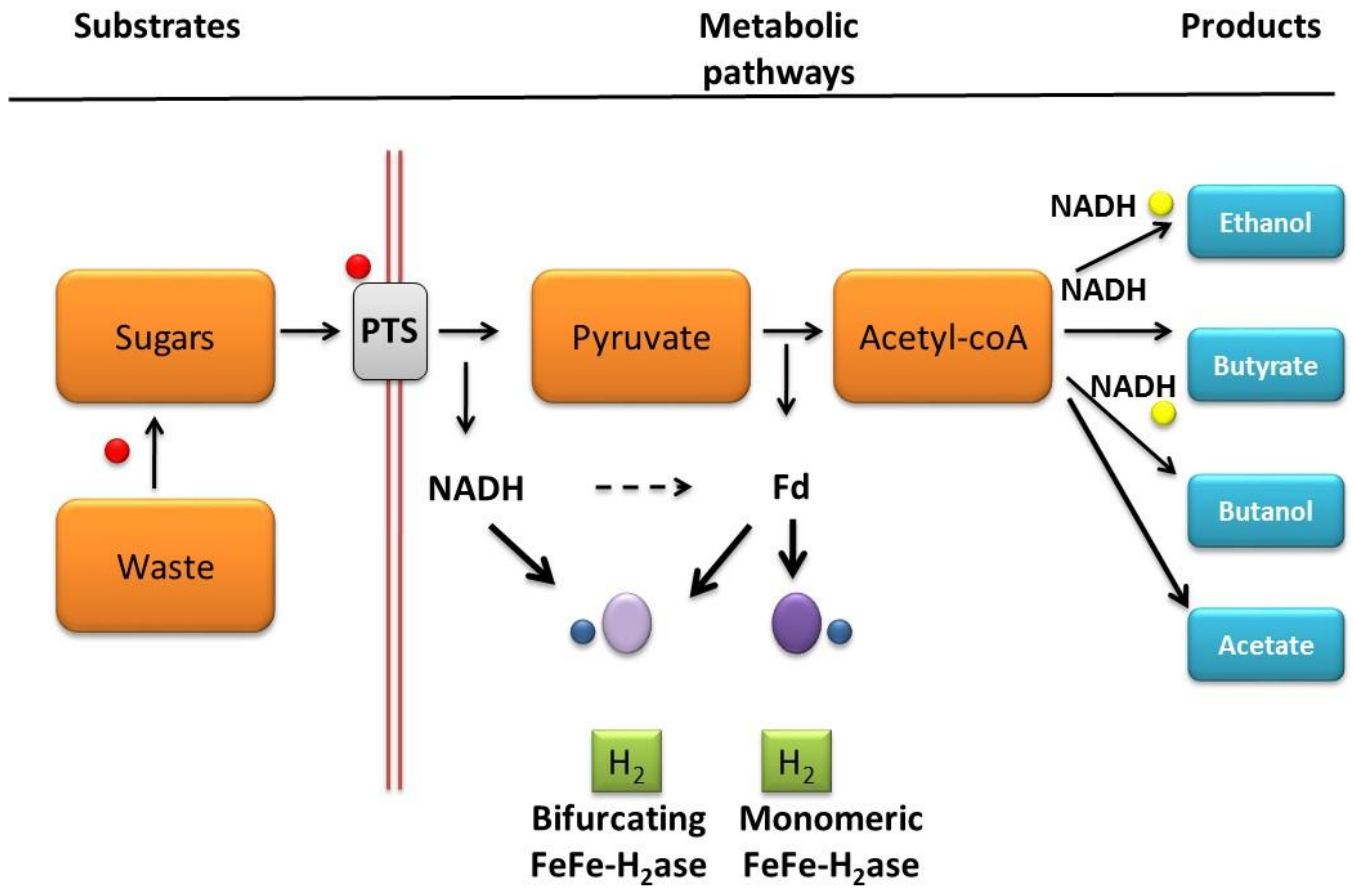 Substrates
Metabolic
pathways
Products
NADH
Ethanol
NADH
Sugars
PTS
Pyruvate
Acetyl-coA
Butyrate
NADH
NADH
Fd
Butanol
Waste
Acetate
H₂
H₂
Bifurcating
FeFe-H₂ase
Monomeric
FeFe-H₂ase